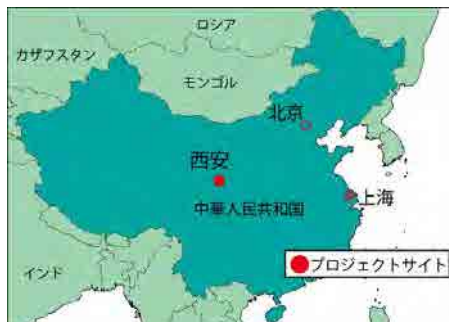 ロシア
カザフスタン
モンゴル
北京
西安
上海
中華人民共和国
プロジェクトサイト
インド